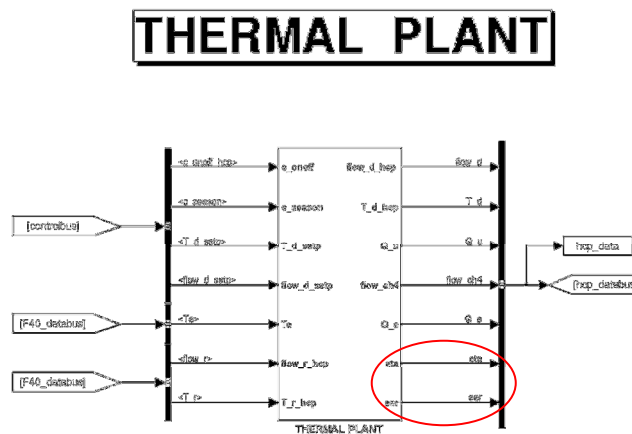 THERMAL PLANT
<c_onoff_hcp>
c_onoff
flow_d_hcp
flow_d
<c_season>
c_season
T_d_hcp
T_d
[controlbus]
<T_d_setp>
T_d_setp
Q_u
Q_u
hcp_data
<flow_d_setp>
flow_d_setp
flow_ch4
flow_ch4
[hcp_databus]
[F40_databus]
<Te>
Te
Q_e
Q_e
<flow_r>
flow_r_hcp
eta
eta
[F40_databus]
<T_r>
T_r_hcp
eer
eer
THERMAL PLANT